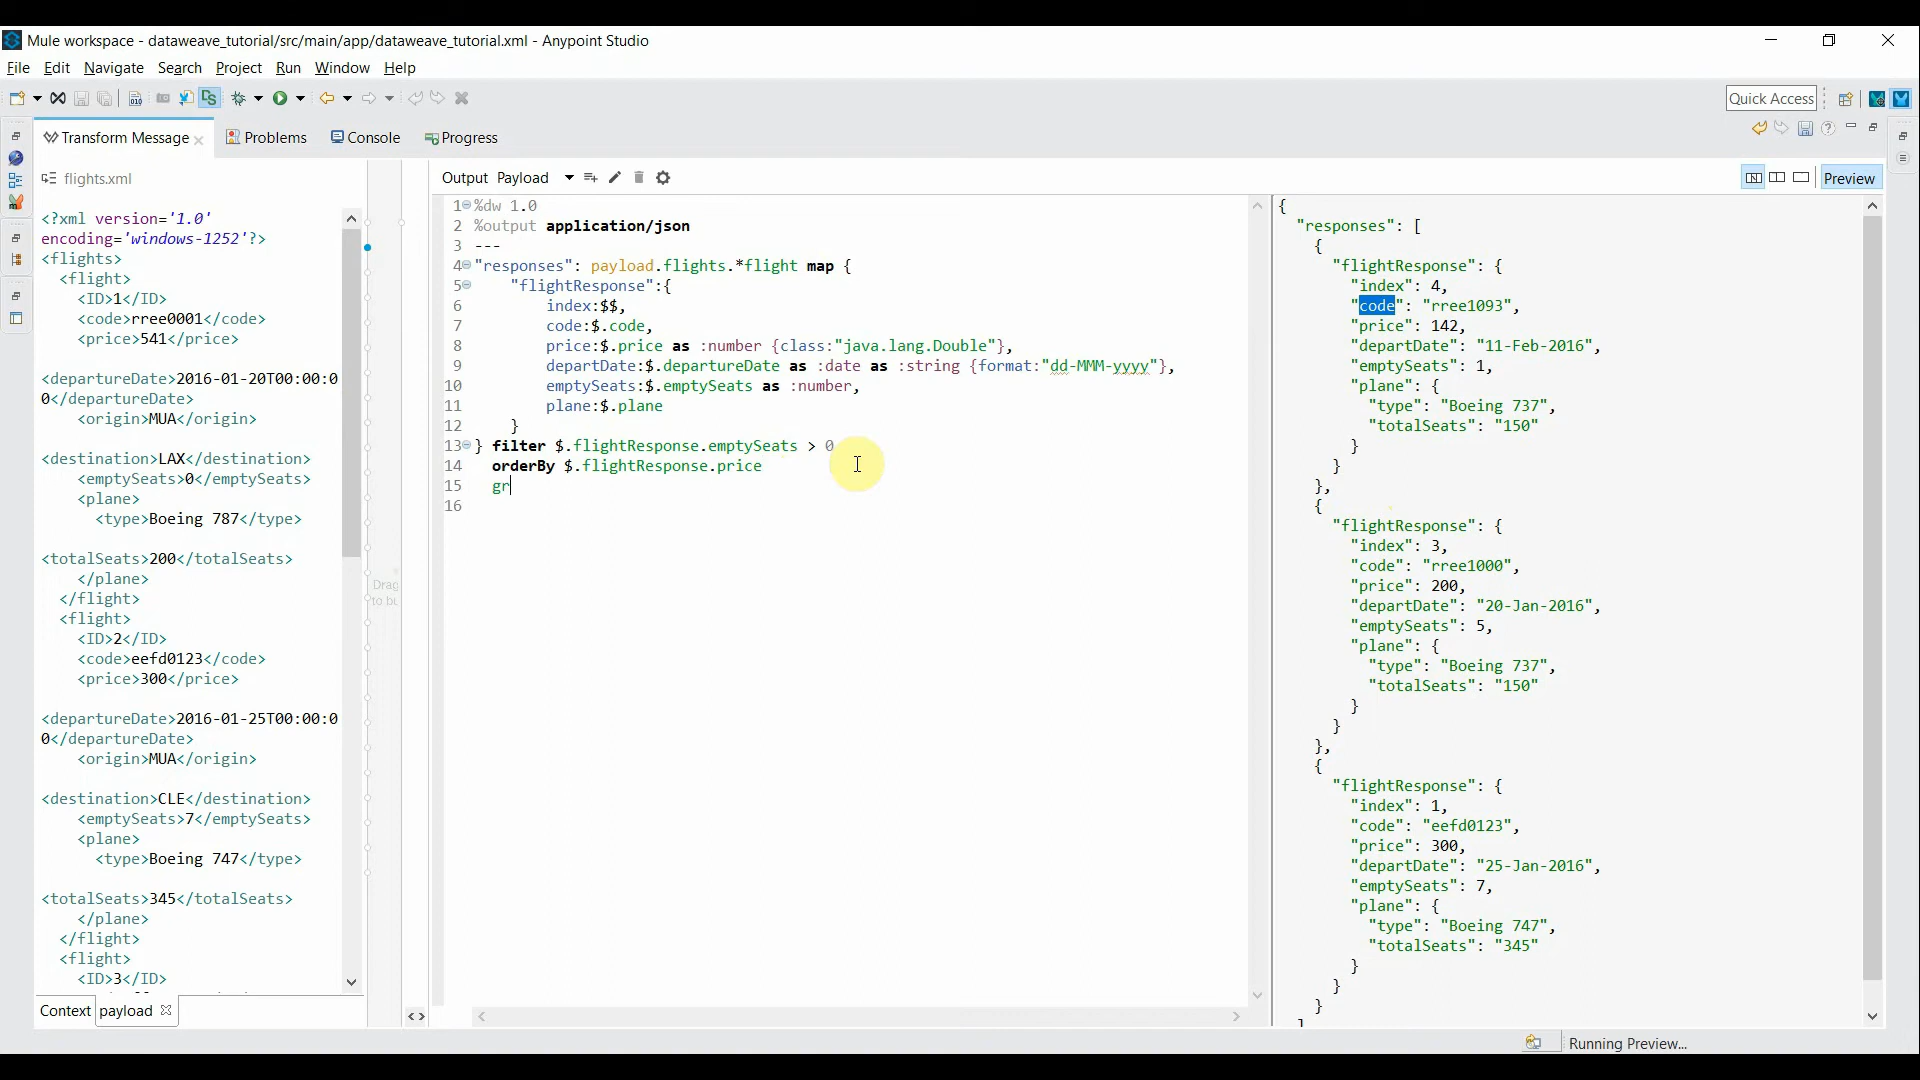 Mule workspace - dataweave_tutorial/src/main/app/dataweave_tutorial.xml - Anypoint Studio
File Edit Navigate Search Project Run Window Help
Quick Access
Transform Message Problems Console Progress
flights.xml
<?xml version='1.0'
encoding='windows-1252'?>
<flights>
<flight>
<ID>1</ID>
<code>rree0001</code>
<price>541</price>
<departureDate>2016-01-20T00:00:0
0</departureDate>
<origin>MUA</origin>
<destination>LAX</destination>
<emptySeats>0</emptySeats>
<plane>
<type>Boeing 787</type>
<totalSeats>200</totalSeats>
</plane>
</flight>
<flight>
<ID>2</ID>
<code>eefd0123</code>
<price>300</price>
<departureDate>2016-01-25T00:00:0
0</departureDate>
<origin>MUA</origin>
<destination>CLE</destination>
<emptySeats>7</emptySeats>
<plane>
<type>Boeing 747</type>
<totalSeats>345</totalSeats>
</plane>
</flight>
<flight>
<ID>3</ID>
Context payload
Drag
to bu
Output Payload
1 %dw 1.0
2 %output application/json
3 ---
4 "responses": payload.flights.*flight map {
5 "flightResponse":{
6 index:$$,
7 code:$.code,
8 price:$.price as :number {class:"java.lang.Double"},
9 departDate:$.departureDate as :date as :string {format:"dd-MMM-yyyy"},
10 emptySeats:$.emptySeats as :number,
11 plane:$.plane
12 }
13 } filter $.flightResponse.emptySeats > 0
14 orderBy $.flightResponse.price
15 gr
16
Preview
{
"responses": [
{
"flightResponse": {
"index": 4,
"code": "rree1093",
"price": 142,
"departDate": "11-Feb-2016",
"emptySeats": 1,
"plane": {
"type": "Boeing 737",
"totalSeats": "150"
}
}
},
{
"flightResponse": {
"index": 3,
"code": "rree1000",
"price": 200,
"departDate": "20-Jan-2016",
"emptySeats": 5,
"plane": {
"type": "Boeing 737",
"totalSeats": "150"
}
}
},
{
"flightResponse": {
"index": 1,
"code": "eefd0123",
"price": 300,
"departDate": "25-Jan-2016",
"emptySeats": 7,
"plane": {
"type": "Boeing 747",
"totalSeats": "345"
}
}
}
]
Running Preview...